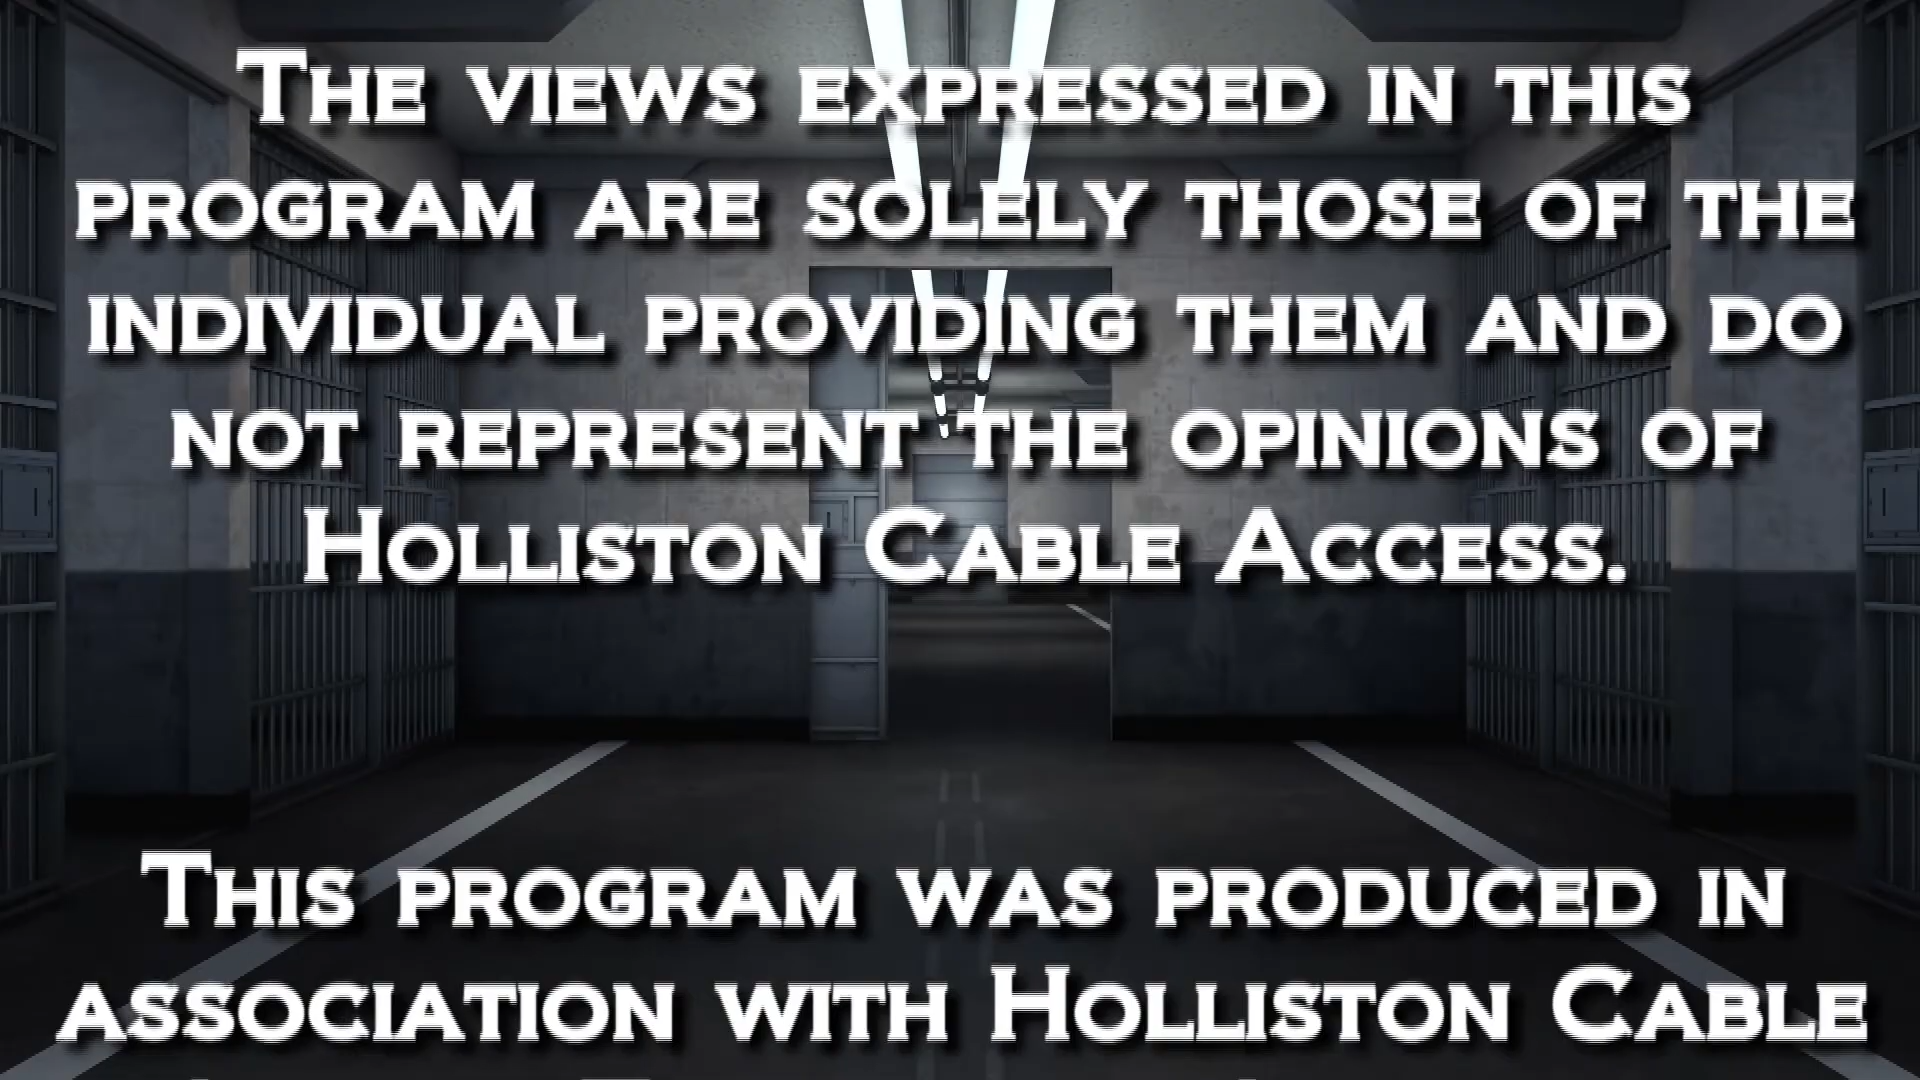 The views expressed in this
program are solely those of the
individual providing them and do
not represent the opinions of
Holliston Cable Access.
This program was produced in
association with Holliston Cable